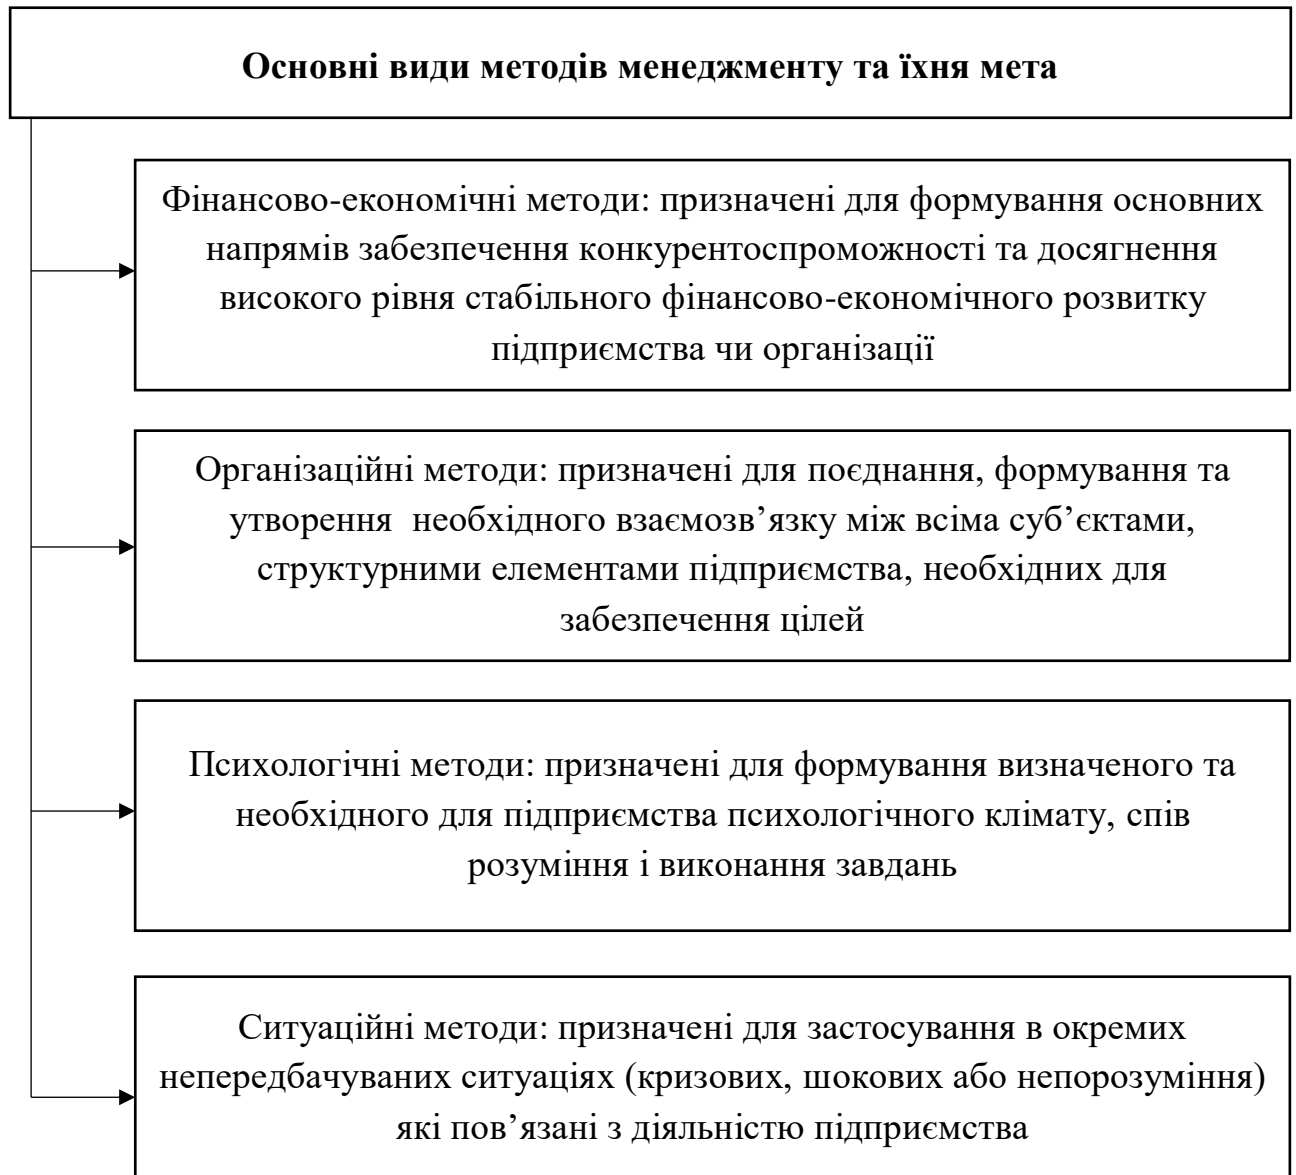 Основні види методів менеджменту та їхня мета
Фінансово-економічні методи: призначені для формування основних
напрямів забезпечення конкурентоспроможності та досягнення
високого рівня стабільного фінансово-економічного розвитку
підприємства чи організації
Організаційні методи: призначені для поєднання, формування та
утворення  необхідного взаємозв’язку між всіма суб’єктами,
структурними елементами підприємства, необхідних для
забезпечення цілей
Психологічні методи: призначені для формування визначеного та
необхідного для підприємства психологічного клімату, спів
розуміння і виконання завдань
Ситуаційні методи: призначені для застосування в окремих
непередбачуваних ситуаціях (кризових, шокових або непорозуміння)
які пов’язані з діяльністю підприємства